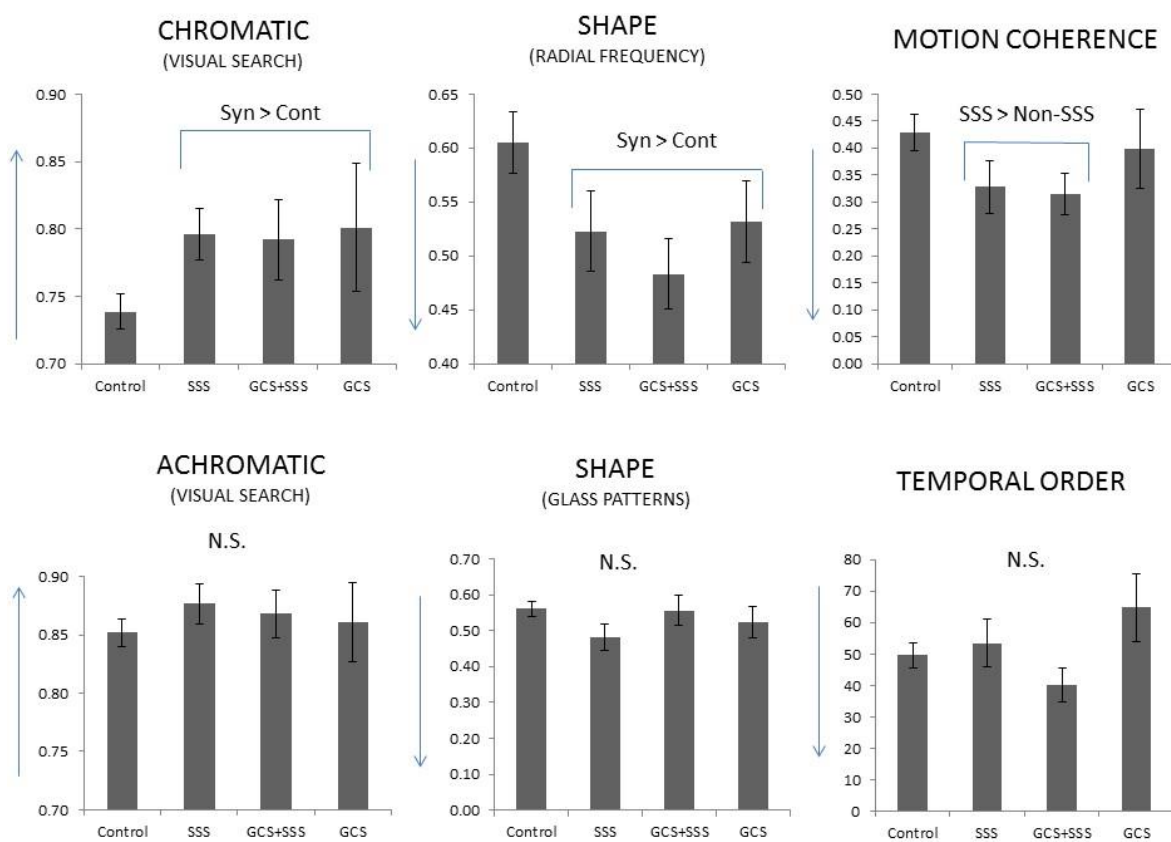 CHROMATIC
(VISUAL SEARCH)
0.90
0.85
0.80
0.75
0.70
Syn > Cont
Control SSS GCS+SSS GCS
SHAPE
(RADIAL FREQUENCY)
0.65
0.60
0.55
0.50
0.45
0.40
Syn > Cont
Control SSS GCS+SSS GCS
MOTION COHERENCE
0.50
0.45
0.40
0.35
0.30
0.25
0.20
0.15
0.10
0.05
0.00
SSS > Non-SSS
Control SSS GCS+SSS GCS
ACHROMATIC
(VISUAL SEARCH)
N.S.
0.90
0.85
0.80
0.75
0.70
Control SSS GCS+SSS GCS
SHAPE
(GLASS PATTERNS)
N.S.
0.70
0.60
0.50
0.40
0.30
0.20
0.10
0.00
Control SSS GCS+SSS GCS
TEMPORAL ORDER
N.S.
80
70
60
50
40
30
20
10
0
Control SSS GCS+SSS GCS